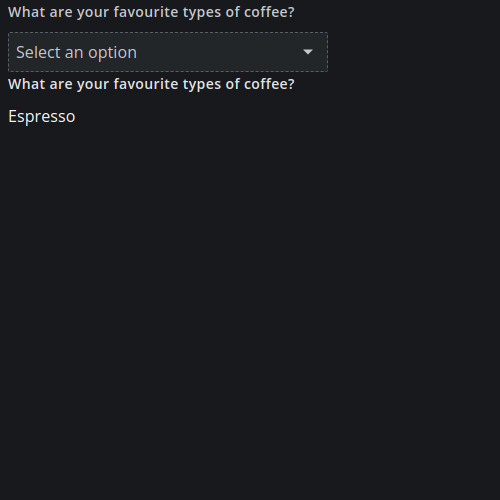 What are your favourite types of coffee?
Select an option
What are your favourite types of coffee?
Espresso